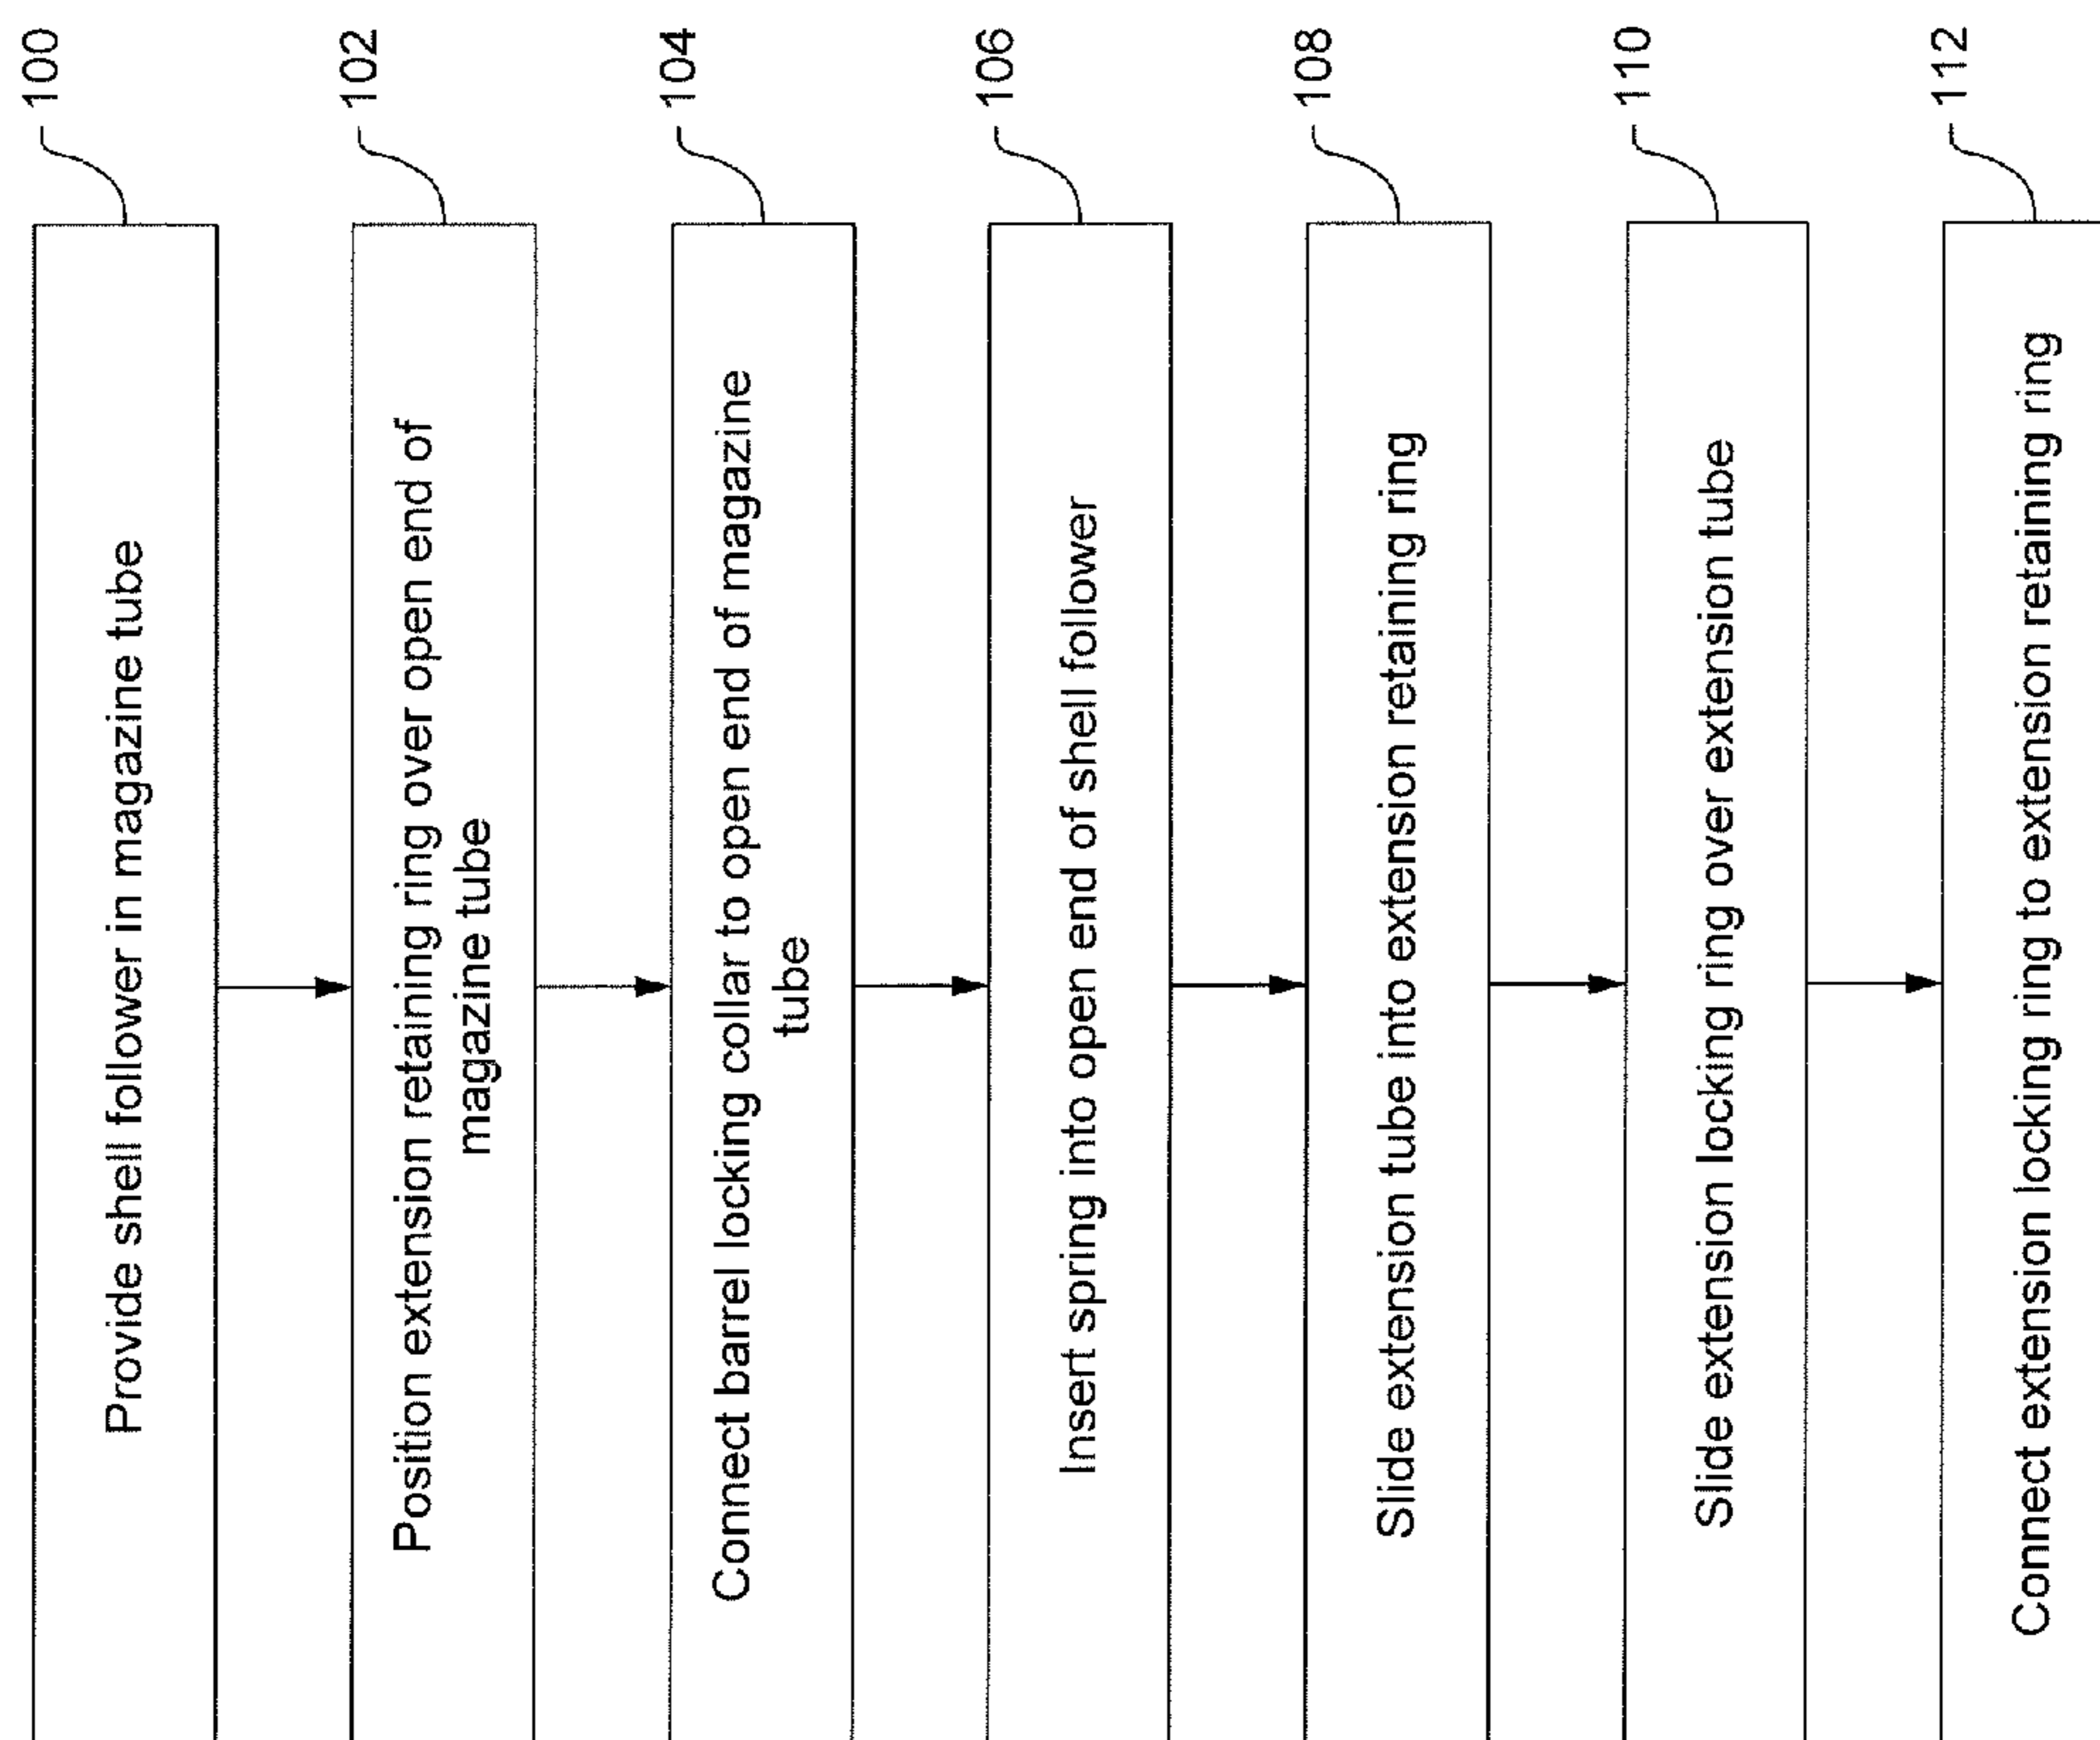 100
Provide shell follower in magazine tube
102
Position extension retaining ring over open end of
magazine tube
104
Connect barrel locking collar to open end of magazine
tube
106
Insert spring into open end of shell follower
108
Slide extension tube into extension retaining ring
110
Slide extension locking ring over extension tube
112
Connect extension locking ring to extension retaining ring